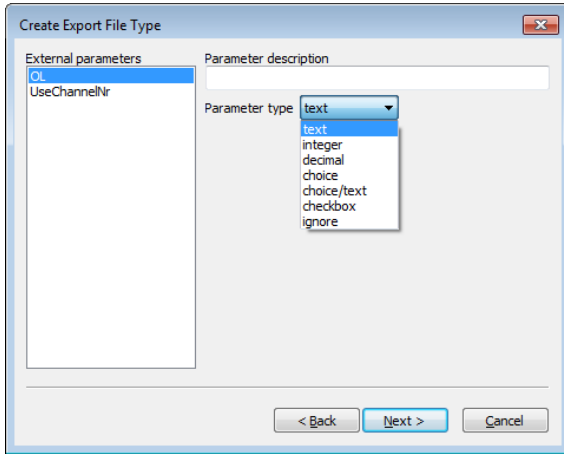 Create Export File Type
External parameters
OL
UseChannelNr
Parameter description
Parameter type text
text
integer
decimal
choice
choice/text
checkbox
ignore
< Back Next > Cancel